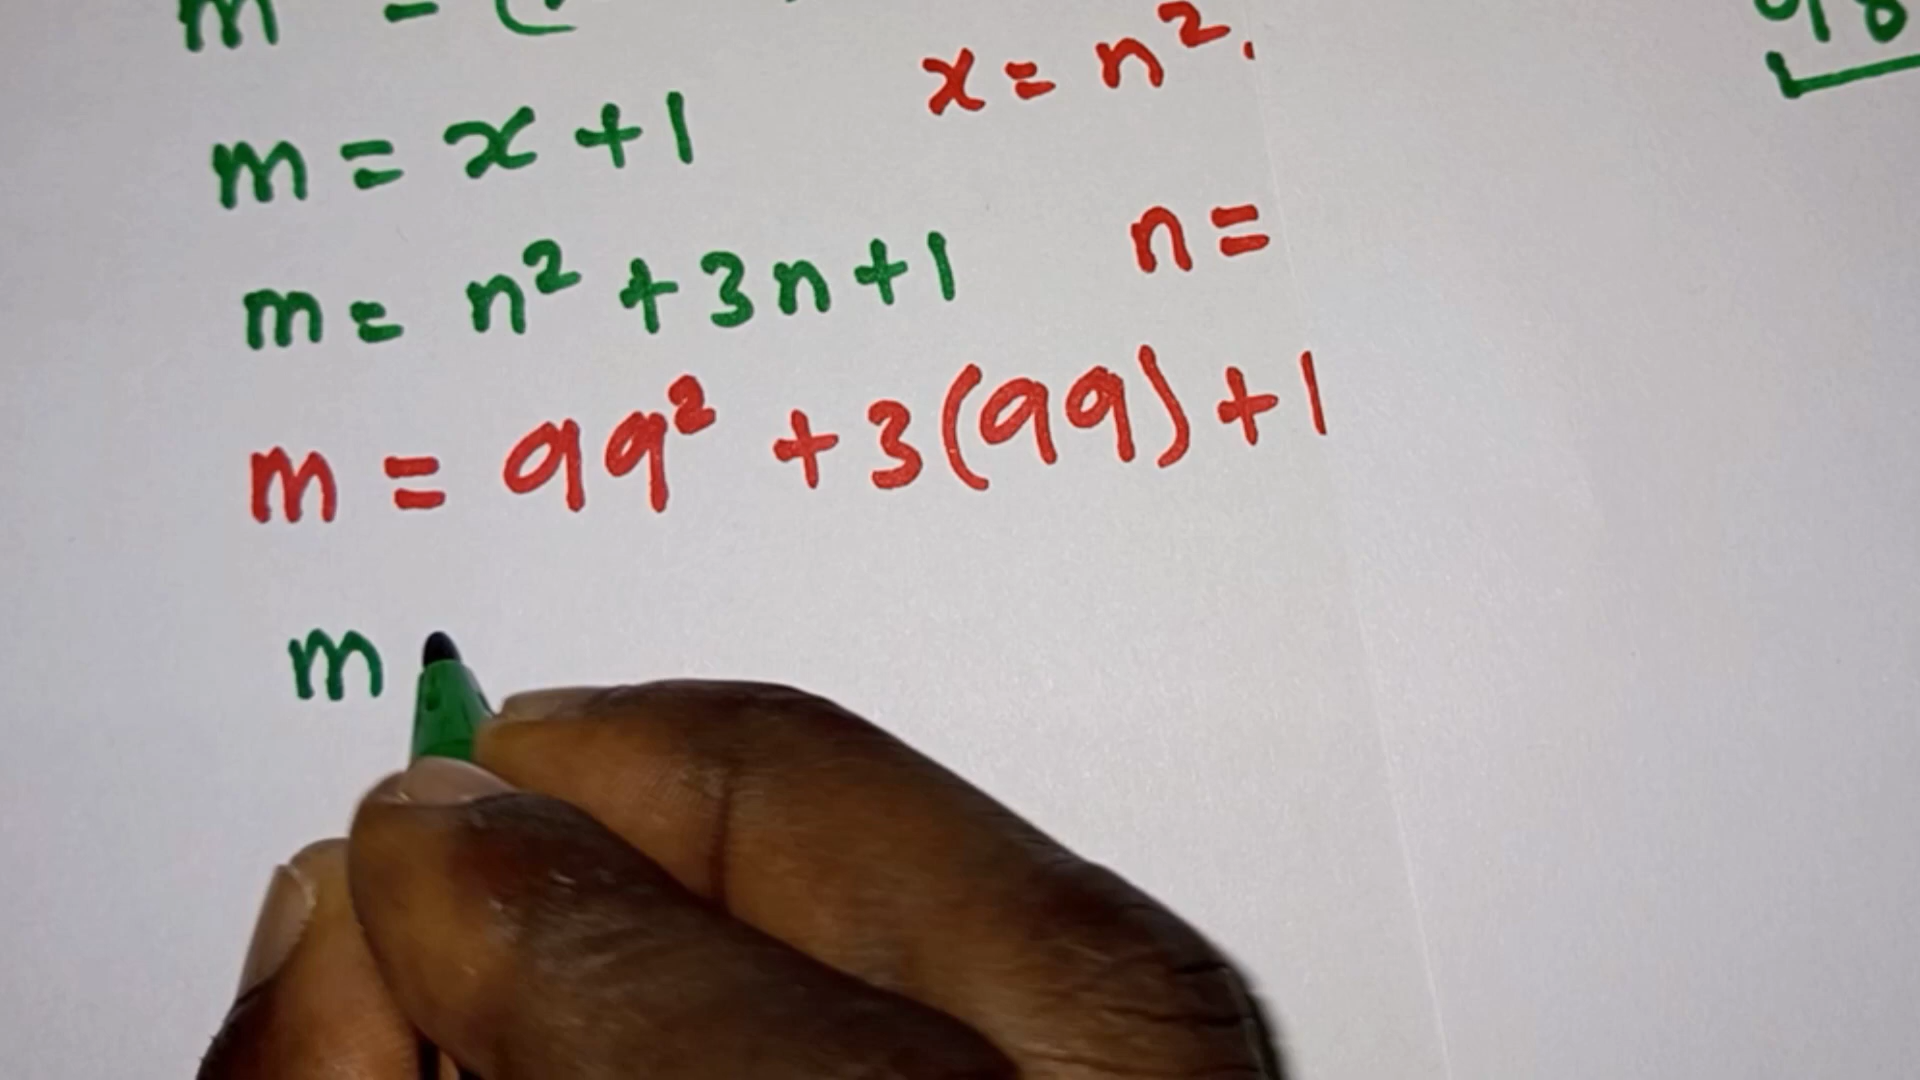 x = n².
m = x + 1
n =
m = n² + 3n + 1
m = 99² + 3(99) + 1
m